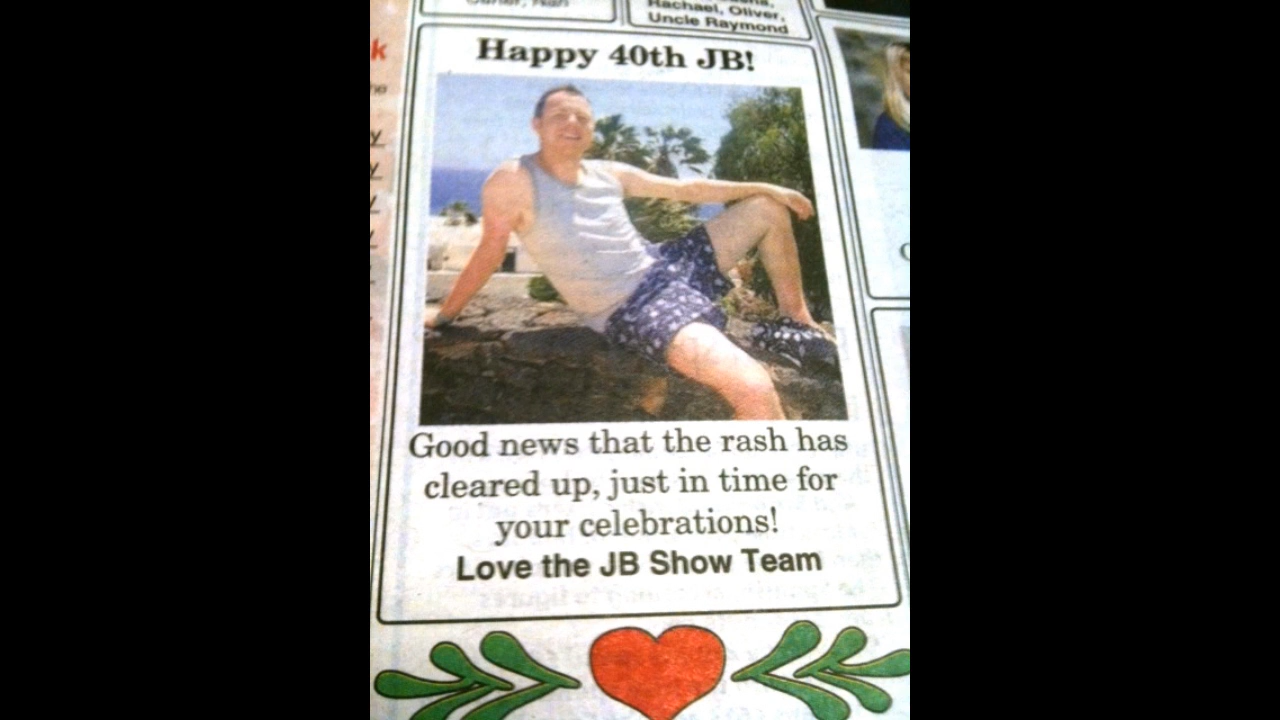 Rachael, Oliver,
Uncle Raymond
Happy 40th JB!
Good news that the rash has
cleared up, just in time for
your celebrations!
Love the JB Show Team